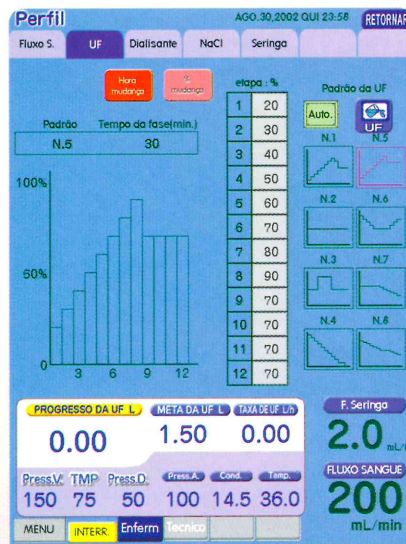 Perfil
AGO.30,2002 QUI 23:58
RETORNAR
Fluxo S. UF Dialisante NaCl Seringa
Hora mudança
% mudança
Padrão Tempo da fase(min.)
N.5 30
100%
50%
0
3 6 9 12
etapa : %
1 20
2 30
3 40
4 50
5 60
6 70
7 80
8 90
9 70
10 70
11 70
12 70
Padrão da UF
Auto. UF
N.1 N.5
N.2 N.6
N.3 N.7
N.4 N.8
PROGRESSO DA UF L META DA UF L TAXA DE UF L/h
0.00 1.50 0.00
Press.V. TMP Press.D. Press.A. Cond. Temp.
150 75 50 100 14.5 36.0
F. Seringa
2.0 mL/h
FLUXO SANGUE
200
mL/min
MENU INTERR. Enferm Tecnico